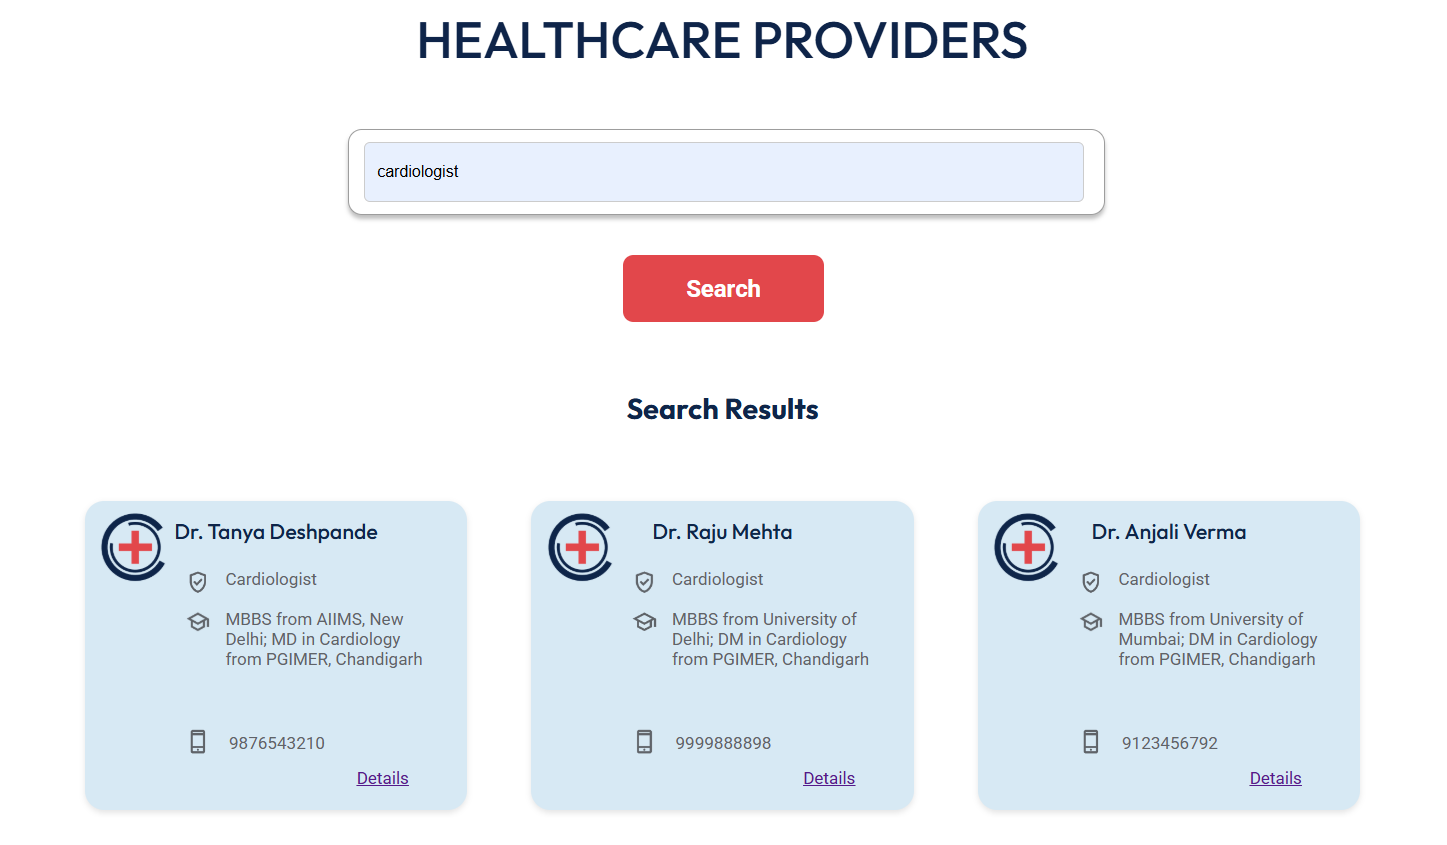 HEALTHCARE PROVIDERS
cardiologist
Search
Search Results
Dr. Tanya Deshpande
Cardiologist
MBBS from AIIMS, New
Delhi; MD in Cardiology
from PGIMER, Chandigarh
9876543210
Details
Dr. Raju Mehta
Cardiologist
MBBS from University of
Delhi; DM in Cardiology
from PGIMER, Chandigarh
9999888898
Details
Dr. Anjali Verma
Cardiologist
MBBS from University of
Mumbai; DM in Cardiology
from PGIMER, Chandigarh
9123456792
Details